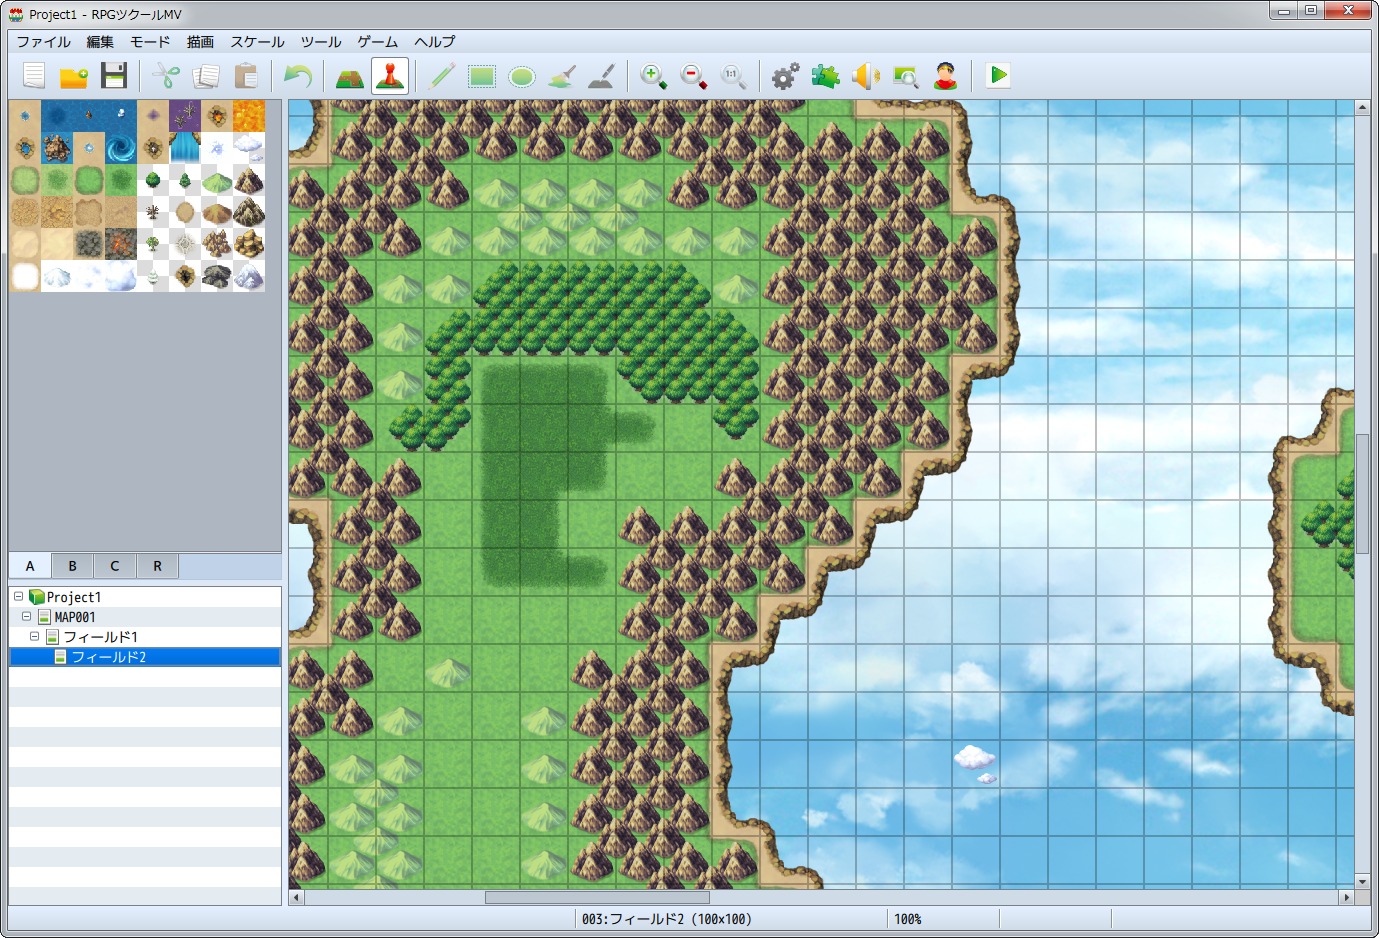 Project1 - RPGツクールMV
ファイル 編集 モード 描画 スケール ツール ゲーム ヘルプ
1:1
A B C R
Project1
MAP001
フィールド1
フィールド2
003:フィールド2 (100x100) 100%